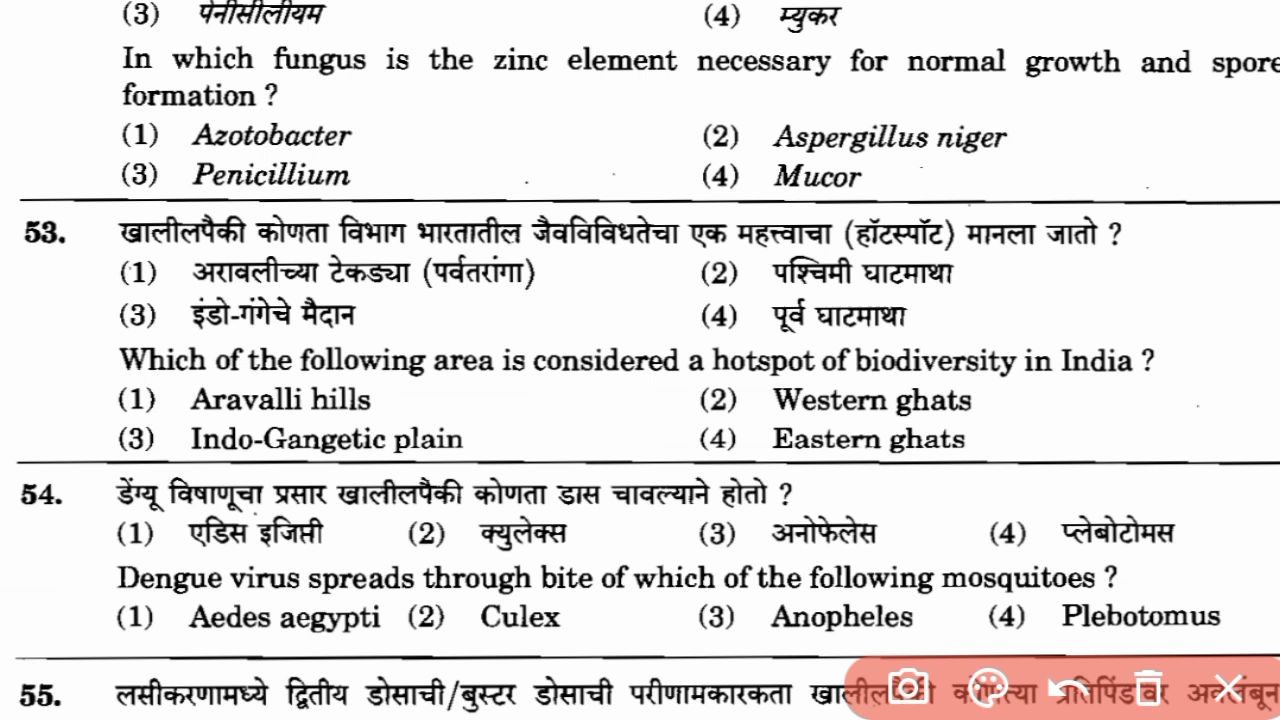 (3) पेनीसीलीयम (4) म्युकर
In which fungus is the zinc element necessary for normal growth and spore
formation ?
(1) Azotobacter (2) Aspergillus niger
(3) Penicillium (4) Mucor
53. खालीलपैकी कोणता विभाग भारतातील जैवविविधतेचा एक महत्त्वाचा (हॉटस्पॉट) मानला जातो ?
(1) अरावलीच्या टेकड्या (पर्वतरांगा) (2) पश्चिमी घाटमाथा
(3) इंडो-गंगेचे मैदान (4) पूर्व घाटमाथा
Which of the following area is considered a hotspot of biodiversity in India ?
(1) Aravalli hills (2) Western ghats
(3) Indo-Gangetic plain (4) Eastern ghats
54. डेंग्यू विषाणूचा प्रसार खालीलपैकी कोणता डास चावल्याने होतो ?
(1) एडिस इजिप्ती (2) क्युलेक्स (3) अनोफेलेस (4) प्लेबोटोमस
Dengue virus spreads through bite of which of the following mosquitoes ?
(1) Aedes aegypti (2) Culex (3) Anopheles (4) Plebotomus
55. लसीकरणामध्ये द्वितीय डोसाची/बुस्टर डोसाची परीणामकारकता खालीलपैकी कोणत्या प्रतिपिंडावर अवलंबून